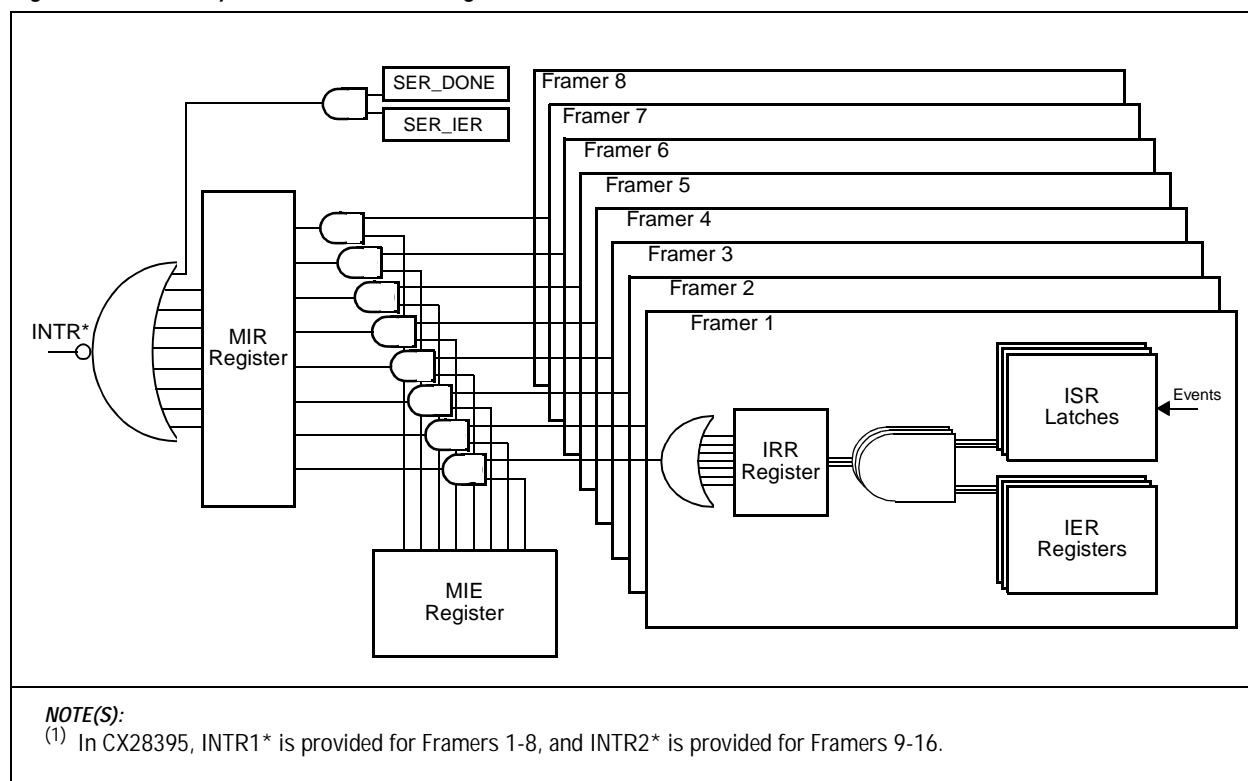 SER_DONE
SER_IER
Framer 8
Framer 7
Framer 6
Framer 5
Framer 4
Framer 3
Framer 2
Framer 1
INTR*
MIR
Register
IRR
Register
ISR
Latches
Events
IER
Registers
MIE
Register
NOTE(S):
(1) In CX28395, INTR1* is provided for Framers 1-8, and INTR2* is provided for Framers 9-16.